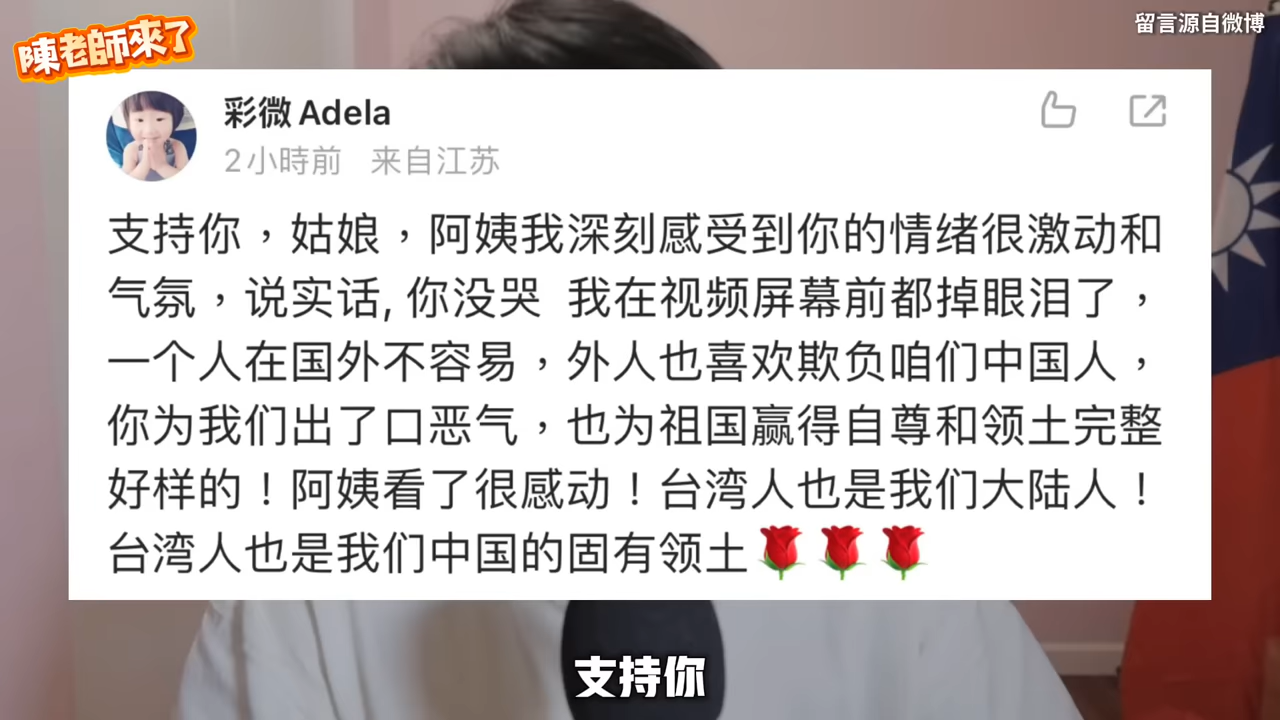 陳老師來了
留言源自微博
彩微 Adela
2小時前 来自江苏
支持你，姑娘，阿姨我深刻感受到你的情绪很激动和
气氛，说实话, 你没哭 我在视频屏幕前都掉眼泪了，
一个人在国外不容易，外人也喜欢欺负咱们中国人，
你为我们出了口恶气，也为祖国赢得自尊和领土完整
好样的！阿姨看了很感动！台湾人也是我们大陆人！
台湾人也是我们中国的固有领土🌹🌹🌹
支持你